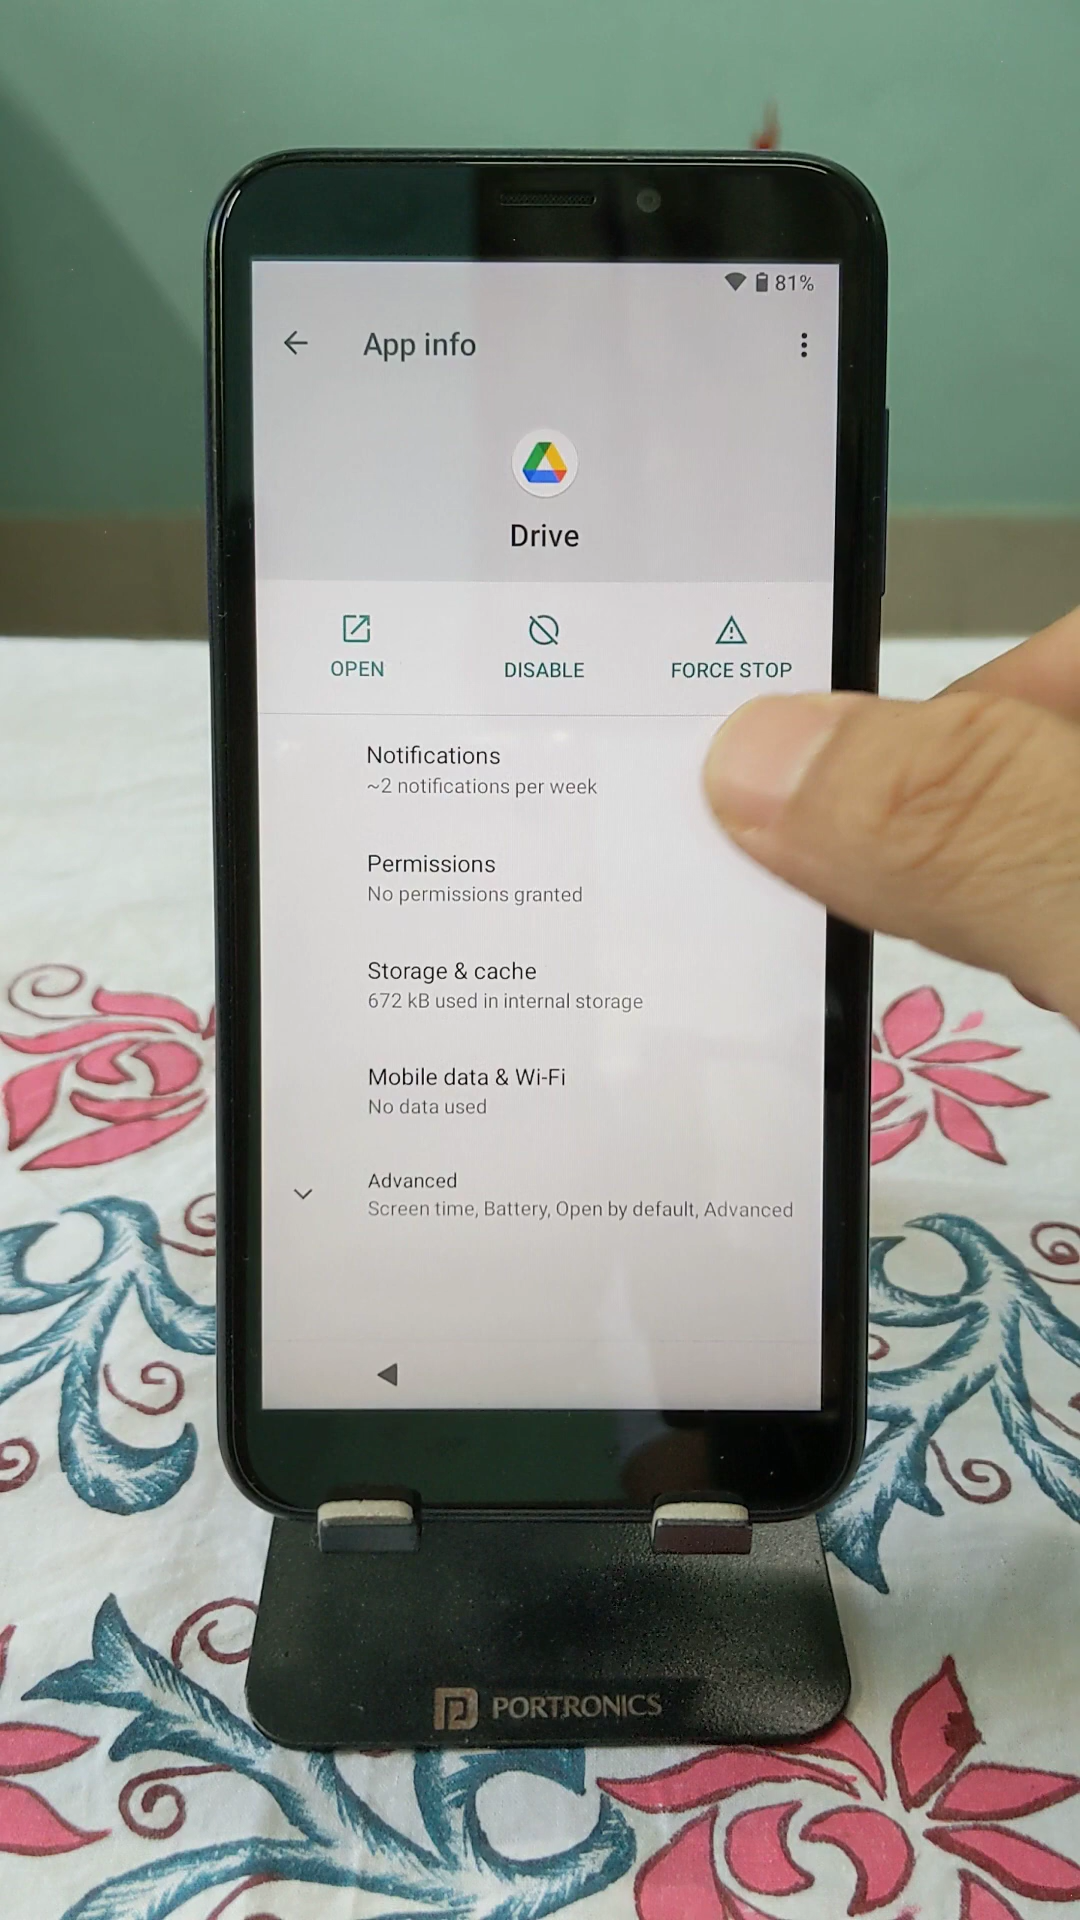 81%
App info
Drive
OPEN
DISABLE
FORCE STOP
Notifications
~2 notifications per week
Permissions
No permissions granted
Storage & cache
672 kB used in internal storage
Mobile data & Wi-Fi
No data used
Advanced
Screen time, Battery, Open by default, Advanced
PORTRONICS